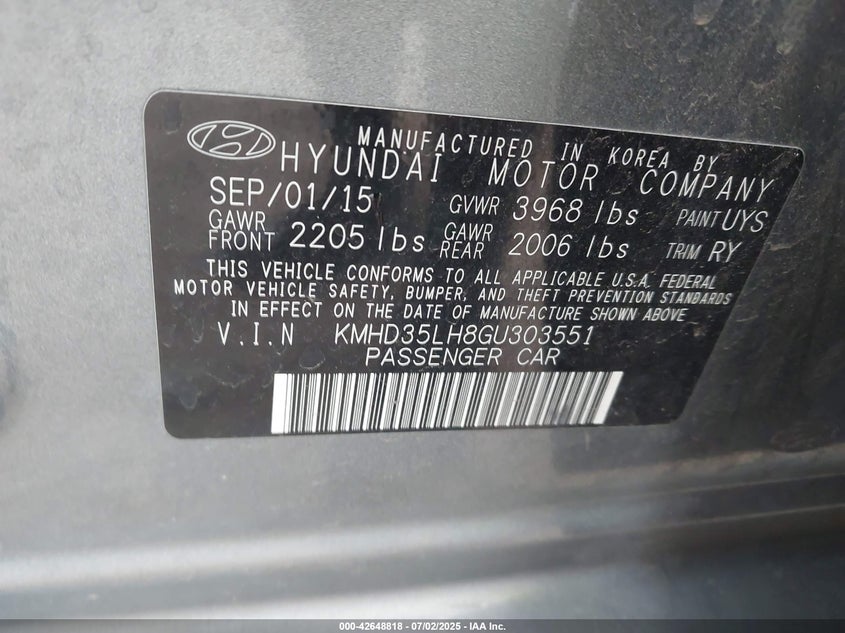 MANUFACTURED IN KOREA BY
HYUNDAI MOTOR COMPANY
SEP/01/15 GVWR 3968 lbs PAINT UYS
GAWR FRONT 2205 lbs GAWR REAR 2006 lbs TRIM RY
THIS VEHICLE CONFORMS TO ALL APPLICABLE U.S.A. FEDERAL
MOTOR VEHICLE SAFETY, BUMPER, AND THEFT PREVENTION STANDARDS
IN EFFECT ON THE DATE OF MANUFACTURE SHOWN ABOVE
V.I.N KMHD35LH8GU303551
PASSENGER CAR
000-42648818 - 07/02/2025 - IAA Inc.